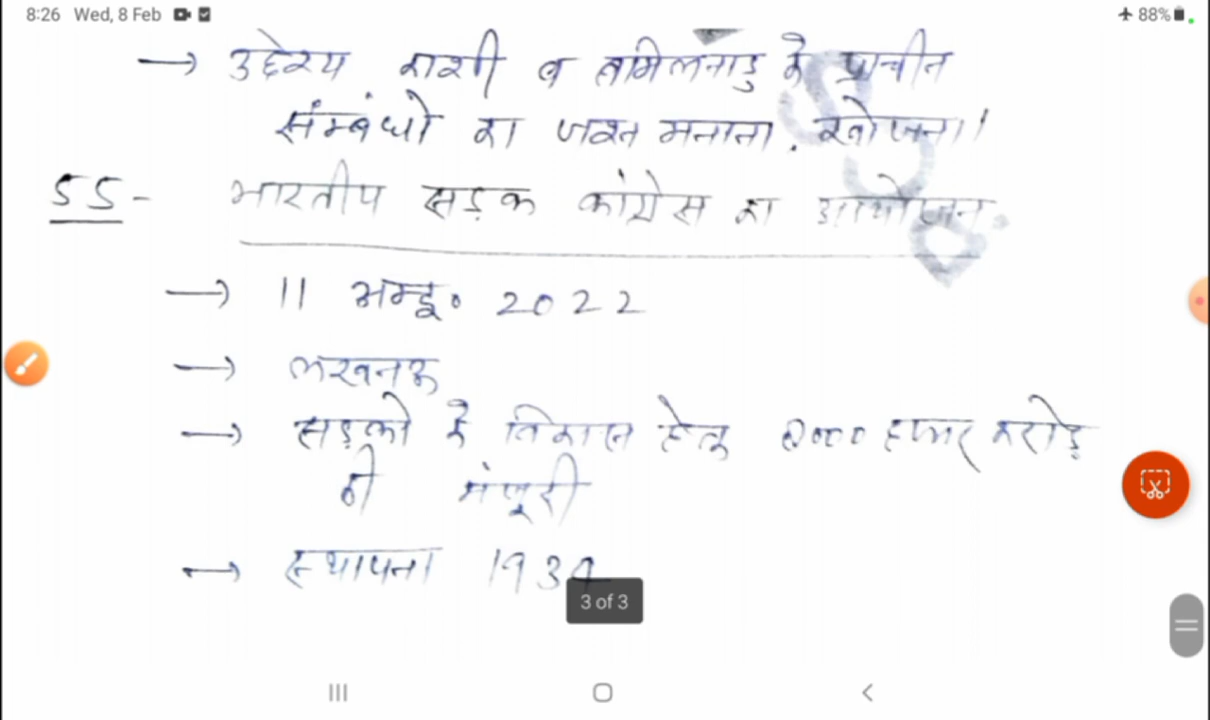 8:26 Wed, 8 Feb 88%
→ उद्देश्य काशी व तमिलनाडु के प्राचीन
संम्बंधो का जश्न मनाना, खोजना।
55- भारतीय सड़क कांग्रेस का आयोजन
→ 11 अक्टू॰ 2022
→ लखनऊ
→ सड़को के विकास हेतु 8000 हजार करोड़
की मंजूरी
→ स्थापना 1934
3 of 3